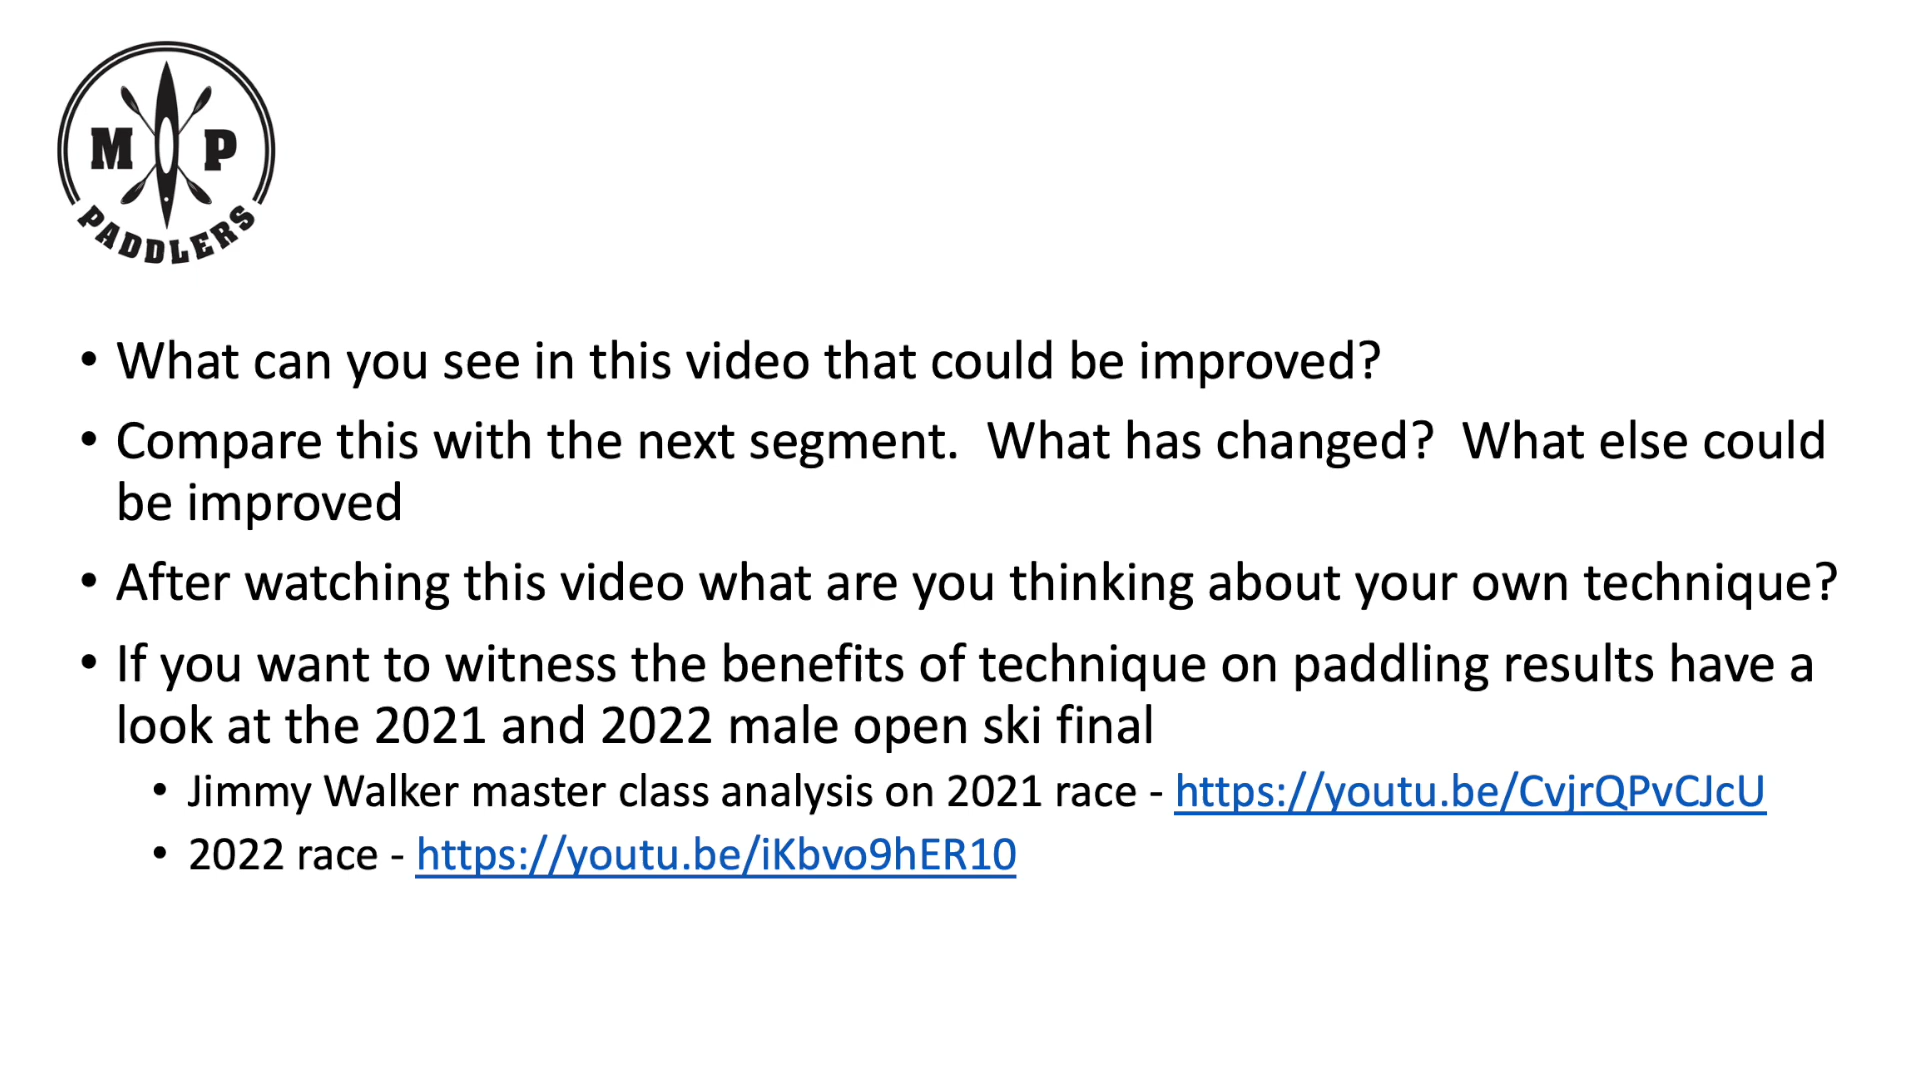 M P
PADDLERS
• What can you see in this video that could be improved?
• Compare this with the next segment.  What has changed?  What else could
be improved
• After watching this video what are you thinking about your own technique?
• If you want to witness the benefits of technique on paddling results have a
look at the 2021 and 2022 male open ski final
• Jimmy Walker master class analysis on 2021 race - https://youtu.be/CvjrQPvCJcU
• 2022 race - https://youtu.be/iKbvo9hER10